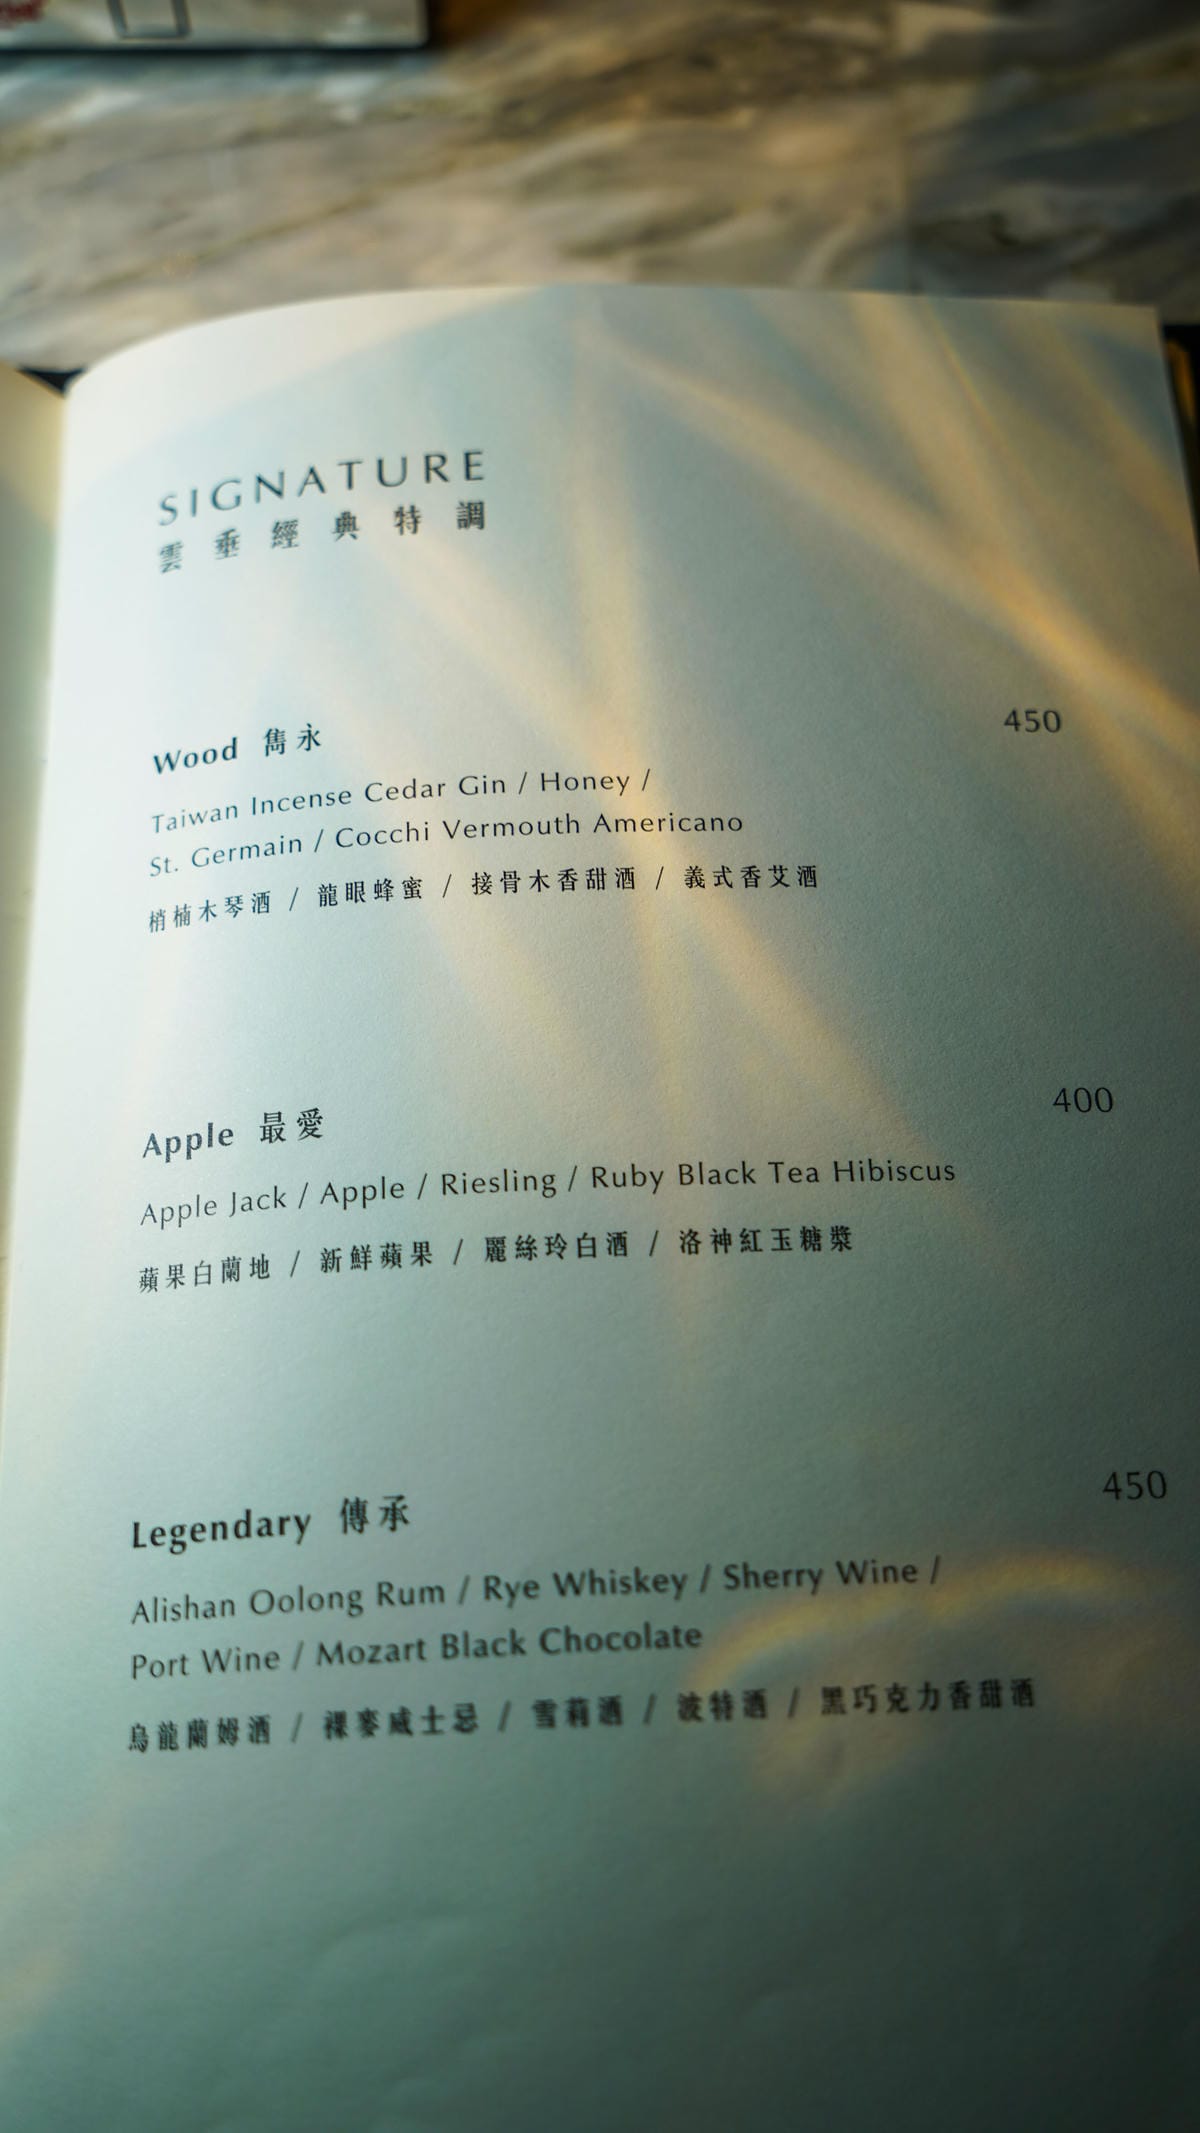 SIGNATURE
雲垂經典特調
Wood 雋永 450
Taiwan Incense Cedar Gin / Honey /
St. Germain / Cocchi Vermouth Americano
梢楠木琴酒 / 龍眼蜂蜜 / 接骨木香甜酒 / 義式香艾酒
Apple 最愛 400
Apple Jack / Apple / Riesling / Ruby Black Tea Hibiscus
蘋果白蘭地 / 新鮮蘋果 / 麗絲玲白酒 / 洛神紅玉糖漿
Legendary 傳承 450
Alishan Oolong Rum / Rye Whiskey / Sherry Wine /
Port Wine / Mozart Black Chocolate
烏龍蘭姆酒 / 裸麥威士忌 / 雪莉酒 / 波特酒 / 黑巧克力香甜酒